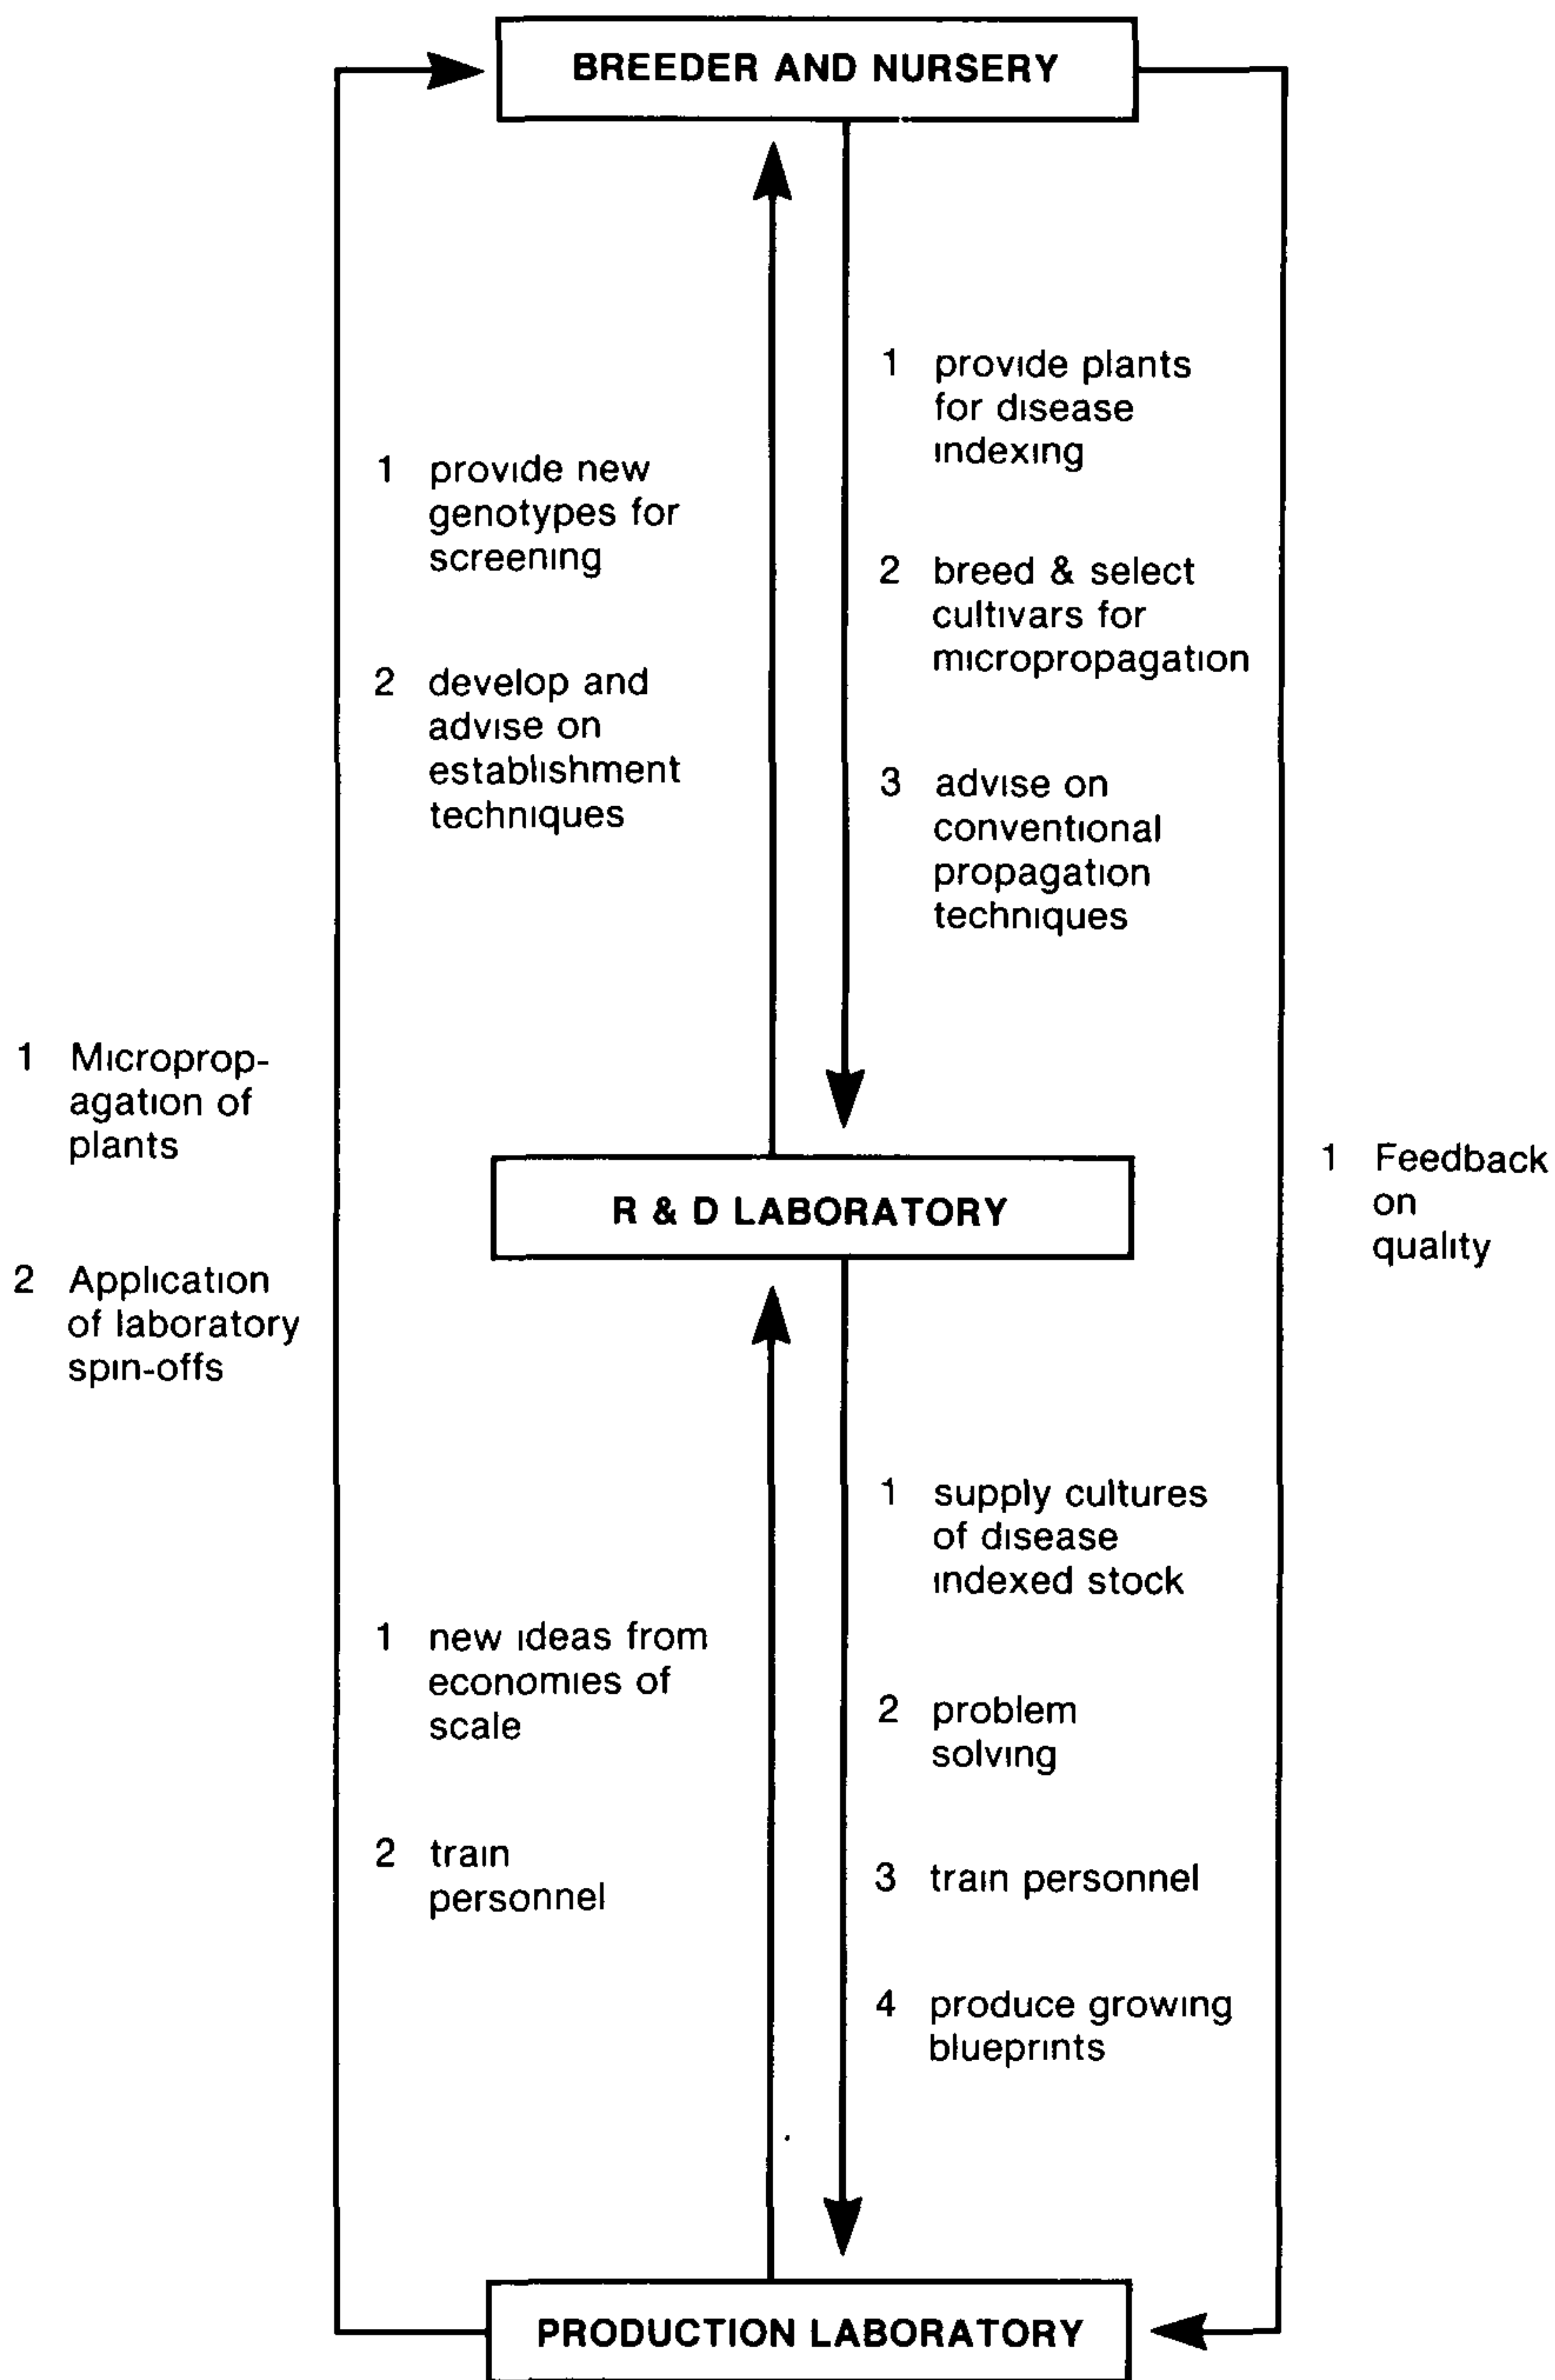 BREEDER AND NURSERY
1 provide plants
for disease
indexing
1 provide new
genotypes for
screening
2 breed & select
cultivars for
micropropagation
2 develop and
advise on
establishment
techniques
3 advise on
conventional
propagation
techniques
1 Microprop-
agation of
plants
2 Application
of laboratory
spin-offs
R & D LABORATORY
1 Feedback
on
quality
1 supply cultures
of disease
indexed stock
1 new ideas from
economies of
scale
2 problem
solving
2 train
personnel
3 train personnel
4 produce growing
blueprints
PRODUCTION LABORATORY